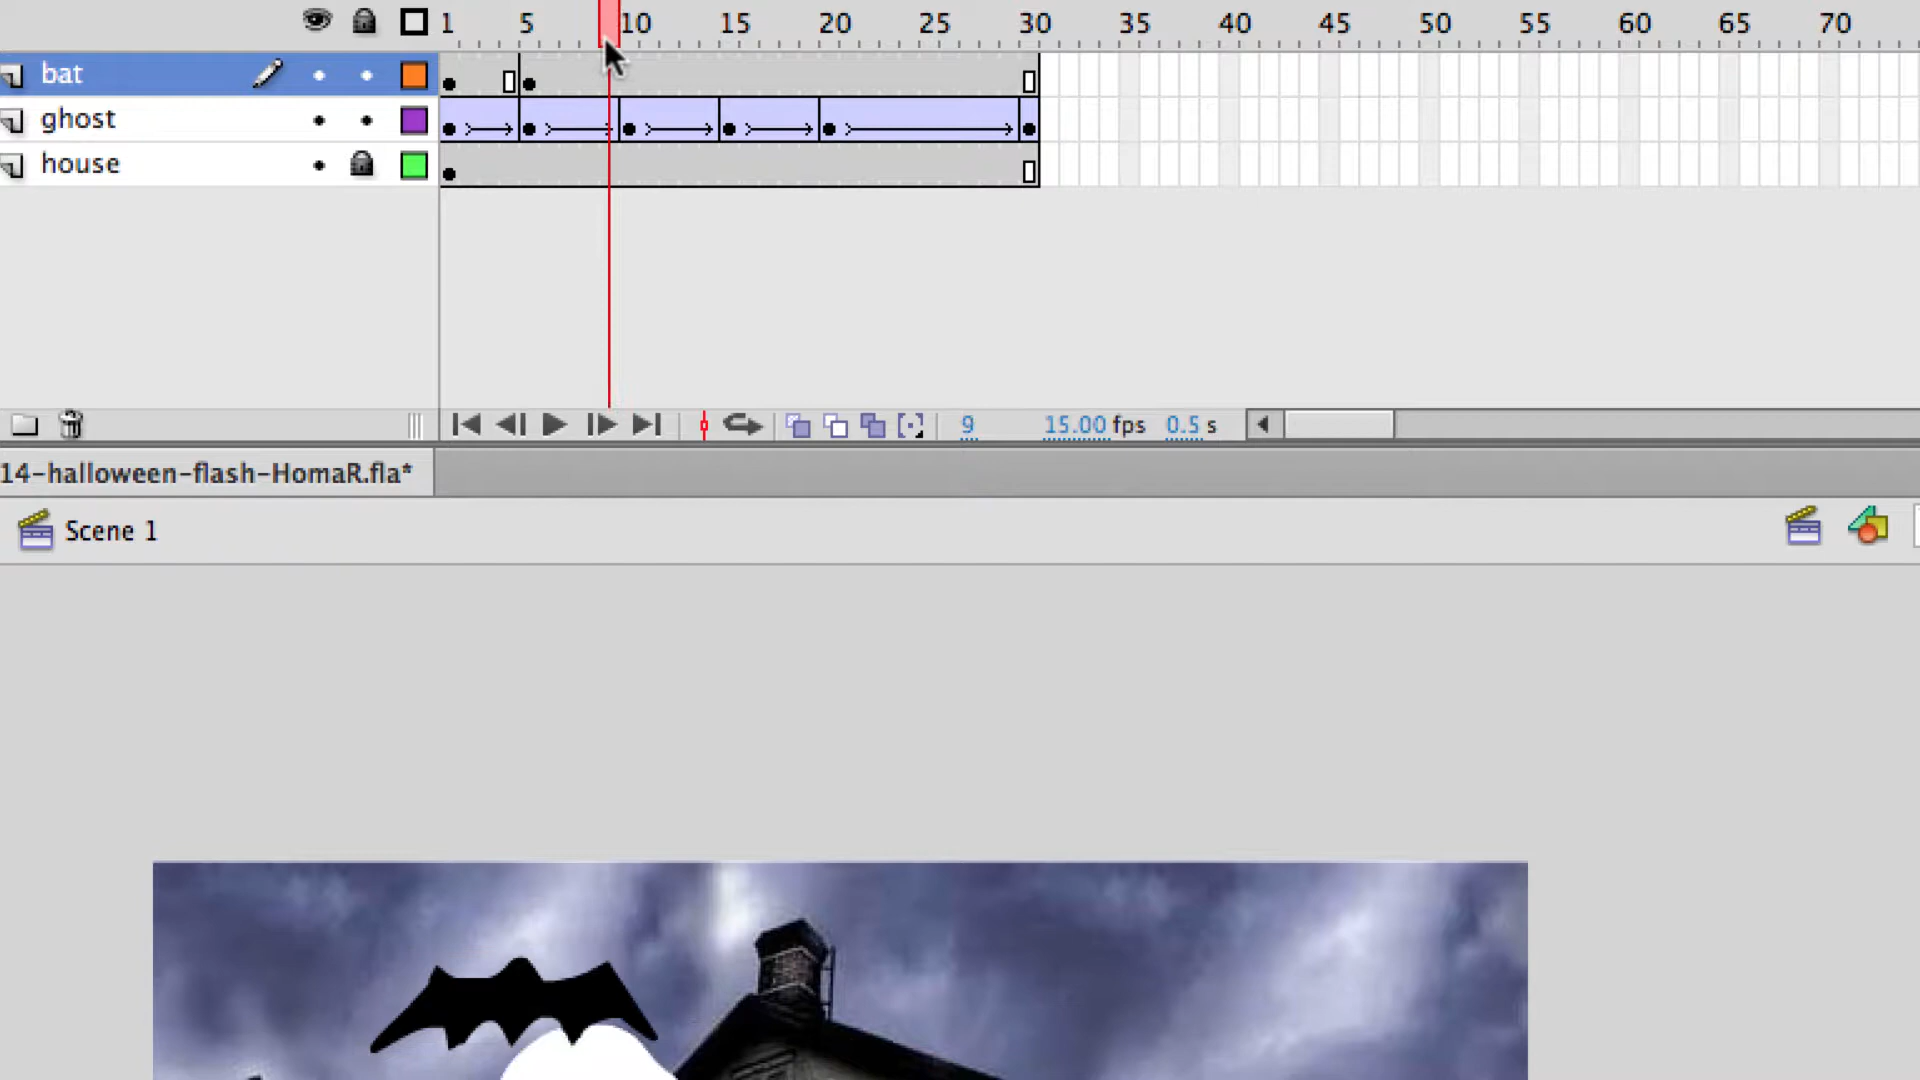 1 5 10 15 20 25 30 35 40 45 50 55 60 65 70
bat
ghost
house
9 15.00 fps 0.5 s
14-halloween-flash-HomaR.fla*
Scene 1